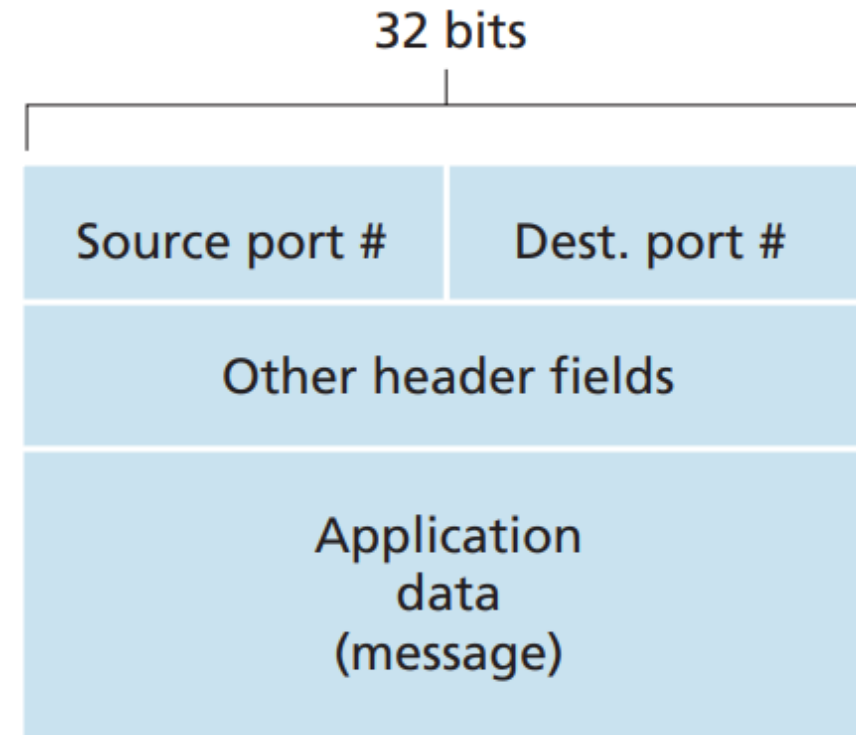 32 bits
Source port #
Dest. port #
Other header fields
Application
data
(message)